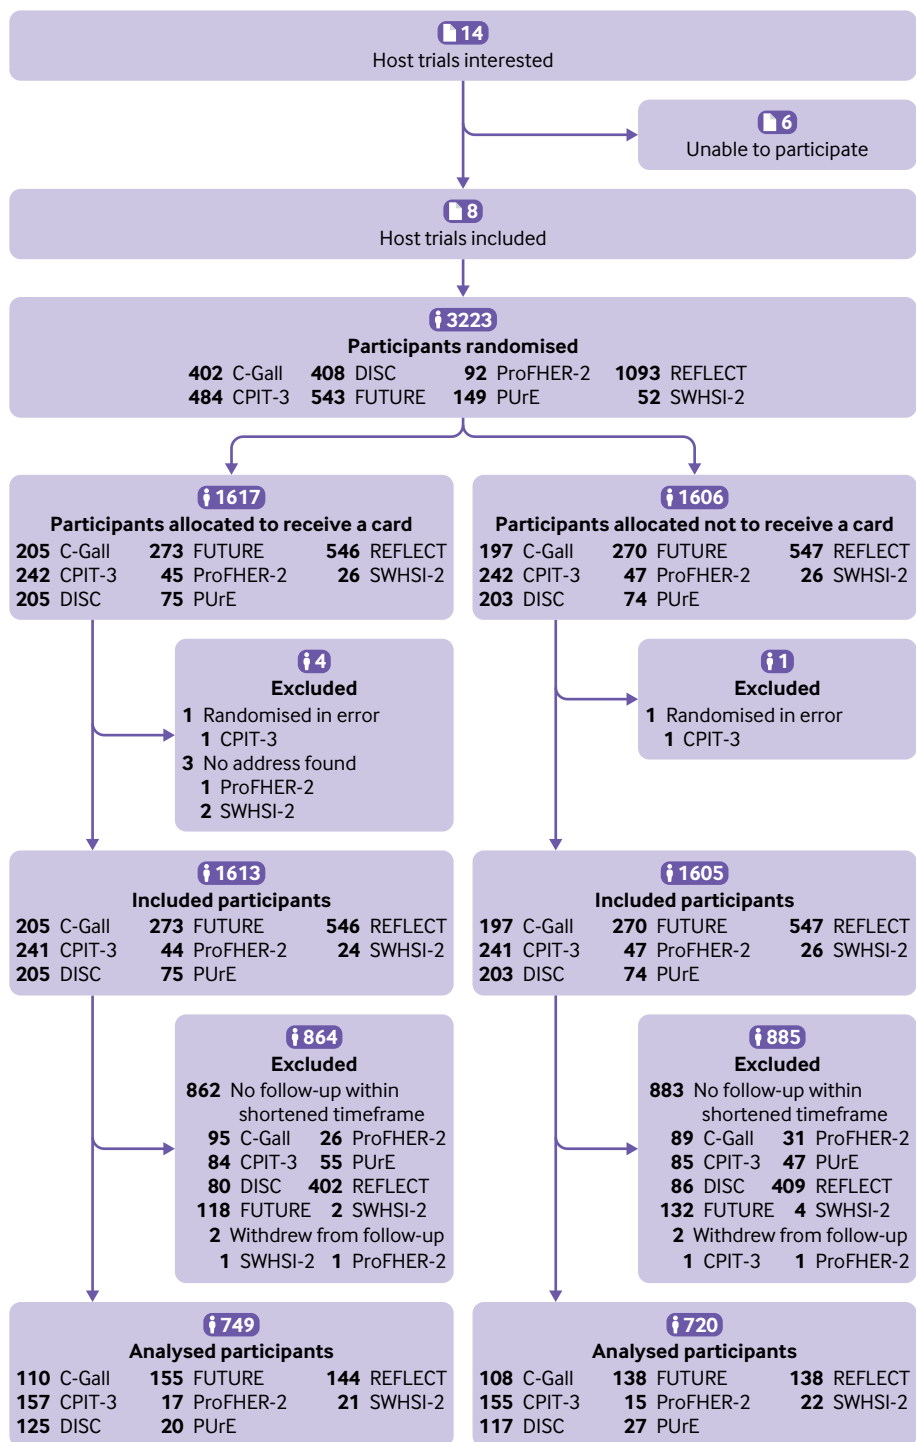 14
Host trials interested
6
Unable to participate
8
Host trials included
3223
Participants randomised
402 C-Gall 408 DISC 92 ProFHER-2 1093 REFLECT
484 CPIT-3 543 FUTURE 149 PUrE 52 SWHSI-2
1617
Participants allocated to receive a card
205 C-Gall 273 FUTURE 546 REFLECT
242 CPIT-3 45 ProFHER-2 26 SWHSI-2
205 DISC 75 PUrE
1606
Participants allocated not to receive a card
197 C-Gall 270 FUTURE 547 REFLECT
242 CPIT-3 47 ProFHER-2 26 SWHSI-2
203 DISC 74 PUrE
4
Excluded
1 Randomised in error
1 CPIT-3
3 No address found
1 ProFHER-2
2 SWHSI-2
1
Excluded
1 Randomised in error
1 CPIT-3
1613
Included participants
205 C-Gall 273 FUTURE 546 REFLECT
241 CPIT-3 44 ProFHER-2 24 SWHSI-2
205 DISC 75 PUrE
1605
Included participants
197 C-Gall 270 FUTURE 547 REFLECT
241 CPIT-3 47 ProFHER-2 26 SWHSI-2
203 DISC 74 PUrE
864
Excluded
862 No follow-up within
shortened timeframe
95 C-Gall 26 ProFHER-2
84 CPIT-3 55 PUrE
80 DISC 402 REFLECT
118 FUTURE 2 SWHSI-2
2 Withdrew from follow-up
1 SWHSI-2 1 ProFHER-2
885
Excluded
883 No follow-up within
shortened timeframe
89 C-Gall 31 ProFHER-2
85 CPIT-3 47 PUrE
86 DISC 409 REFLECT
132 FUTURE 4 SWHSI-2
2 Withdrew from follow-up
1 CPIT-3 1 ProFHER-2
749
Analysed participants
110 C-Gall 155 FUTURE 144 REFLECT
157 CPIT-3 17 ProFHER-2 21 SWHSI-2
125 DISC 20 PUrE
720
Analysed participants
108 C-Gall 138 FUTURE 138 REFLECT
155 CPIT-3 15 ProFHER-2 22 SWHSI-2
117 DISC 27 PUrE